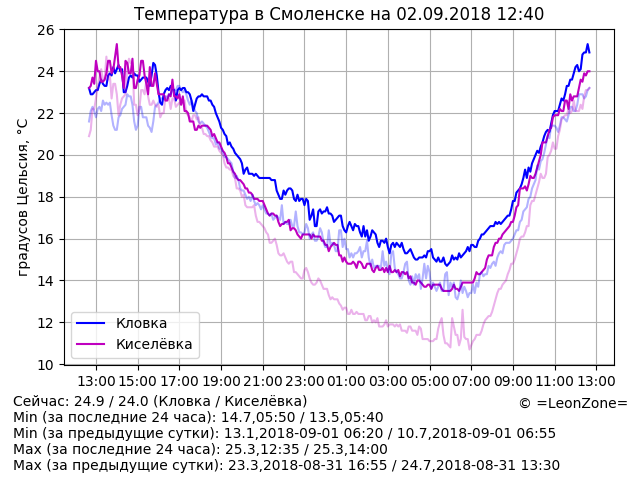 Температура в Смоленске на 02.09.2018 12:40
26
24
22
20
18
16
14
12
10
градусов Цельсия, °C
Кловка
Киселёвка
13:00 15:00 17:00 19:00 21:00 23:00 01:00 03:00 05:00 07:00 09:00 11:00 13:00
Сейчас: 24.9 / 24.0 (Кловка / Киселёвка)
© =LeonZone=
Min (за последние 24 часа): 14.7,05:50 / 13.5,05:40
Min (за предыдущие сутки): 13.1,2018-09-01 06:20 / 10.7,2018-09-01 06:55
Max (за последние 24 часа): 25.3,12:35 / 25.3,14:00
Max (за предыдущие сутки): 23.3,2018-08-31 16:55 / 24.7,2018-08-31 13:30